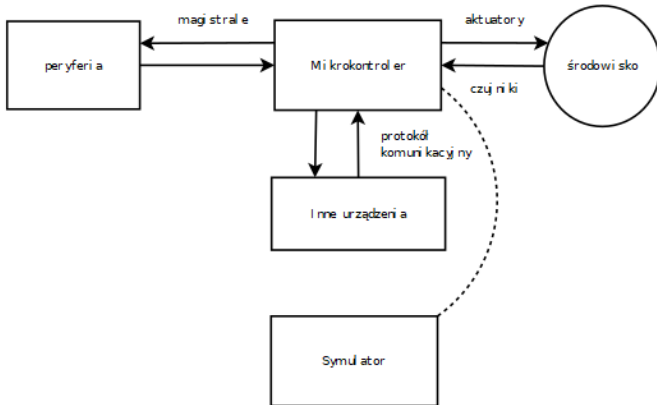 magistrale
aktuatory
peryferia
Mikrokontroler
środowisko
czujniki
protokół
komunikacyjny
Inne urządzenia
Symulator